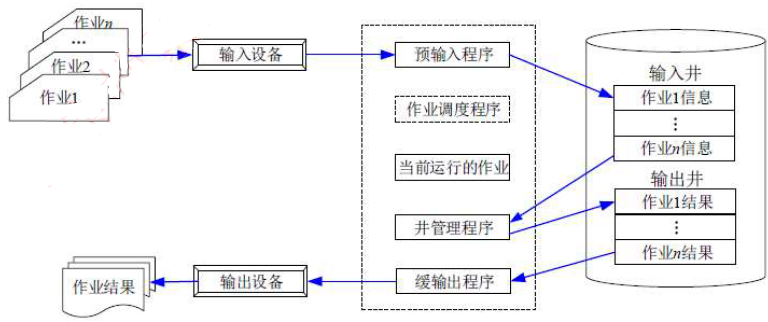 作业n
...
作业2
作业1
输入设备
预输入程序
作业调度程序
当前运行的作业
井管理程序
缓输出程序
输入井
作业1信息
⋮
作业n信息
输出井
作业1结果
⋮
作业n结果
输出设备
作业结果